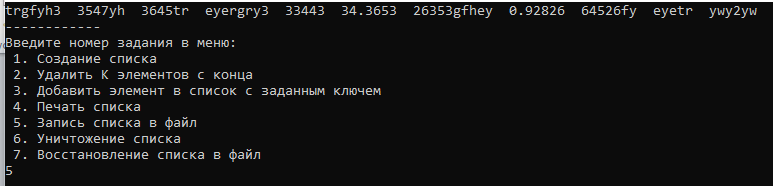 trgfyh3 3547yh 3645tr eyergry3 33443 34.3653 26353gfhey 0.92826 64526fy eyetr ywy2yw
------------
Введите номер задания в меню:
1. Создание списка
2. Удалить К элементов с конца
3. Добавить элемент в список с заданным ключем
4. Печать списка
5. Запись списка в файл
6. Уничтожение списка
7. Восстановление списка в файл
5